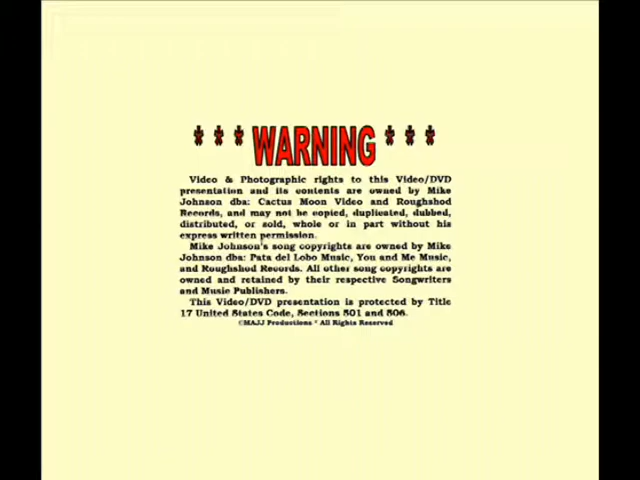 * * * WARNING * * *
Video & Photographic rights to this Video/DVD
presentation and its contents are owned by Mike
Johnson dba: Cactus Moon Video and Roughshod
Records, and may not be copied, duplicated, dubbed,
distributed, or sold, whole or in part without his
express written permission.
Mike Johnson's song copyrights are owned by Mike
Johnson dba: Pata del Lobo Music, You and Me Music,
and Roughshod Records. All other song copyrights are
owned and retained by their respective Songwriters
and Music Publishers.
This Video/DVD presentation is protected by Title
17 United States Code, Sections 501 and 506.
©MAJJ Productions * All Rights Reserved